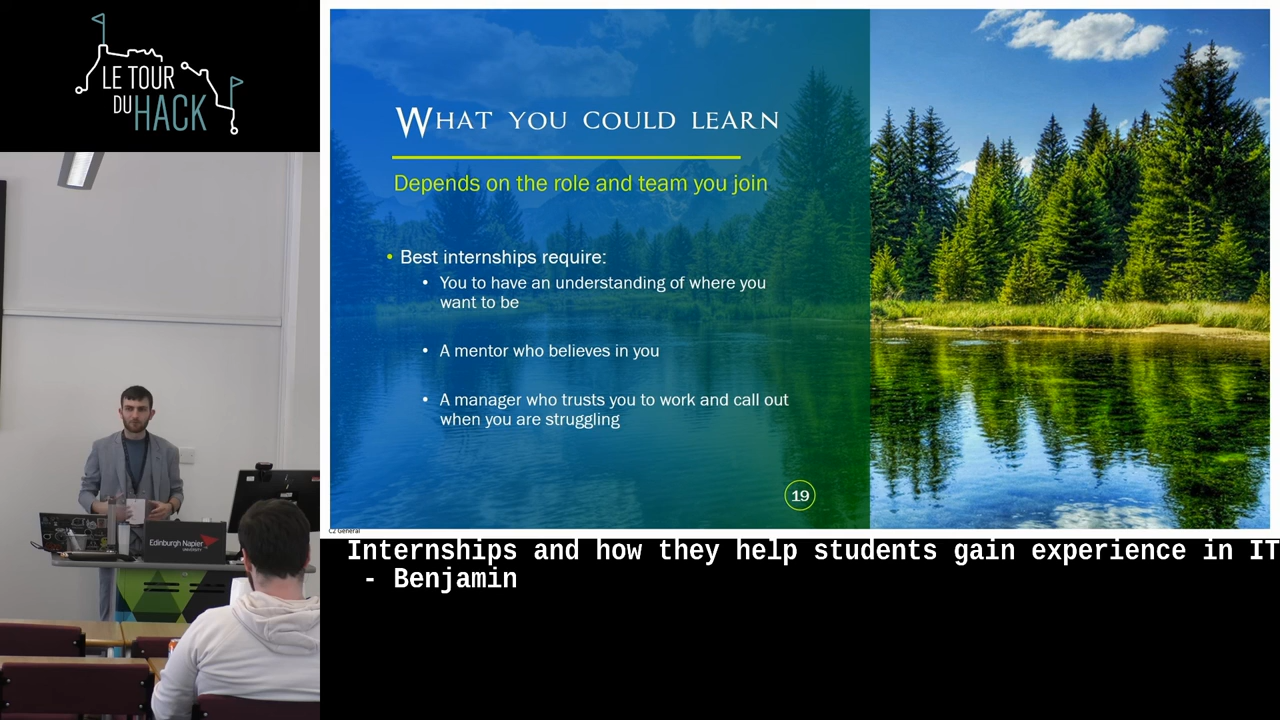 LE TOUR
DU HACK
WHAT YOU COULD LEARN
Depends on the role and team you join
• Best internships require:
• You to have an understanding of where you
want to be
• A mentor who believes in you
• A manager who trusts you to work and call out
when you are struggling
19
C2 General
Edinburgh Napier
UNIVERSITY
Internships and how they help students gain experience in IT
- Benjamin